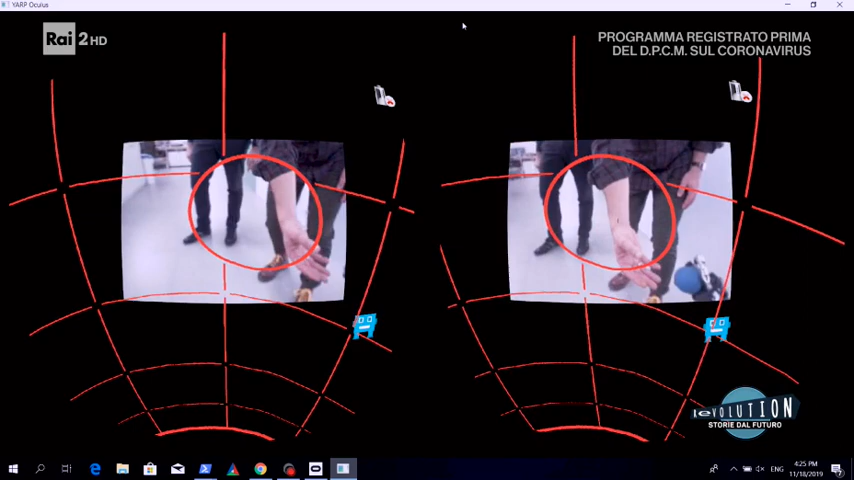 YARP Oculus
Rai 2HD
PROGRAMMA REGISTRATO PRIMA
DEL D.P.C.M. SUL CORONAVIRUS
rEVOLUTION
STORIE DAL FUTURO
ENG
4:25 PM
11/18/2019